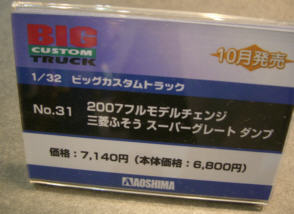 BIG
CUSTOM
TRUCK
10月発売
1/32 ビッグカスタムトラック
No.31 2007フルモデルチェンジ
三菱ふそう スーパーグレート ダンプ
価格:7,140円(本体価格:6,800円)
AOSHIMA